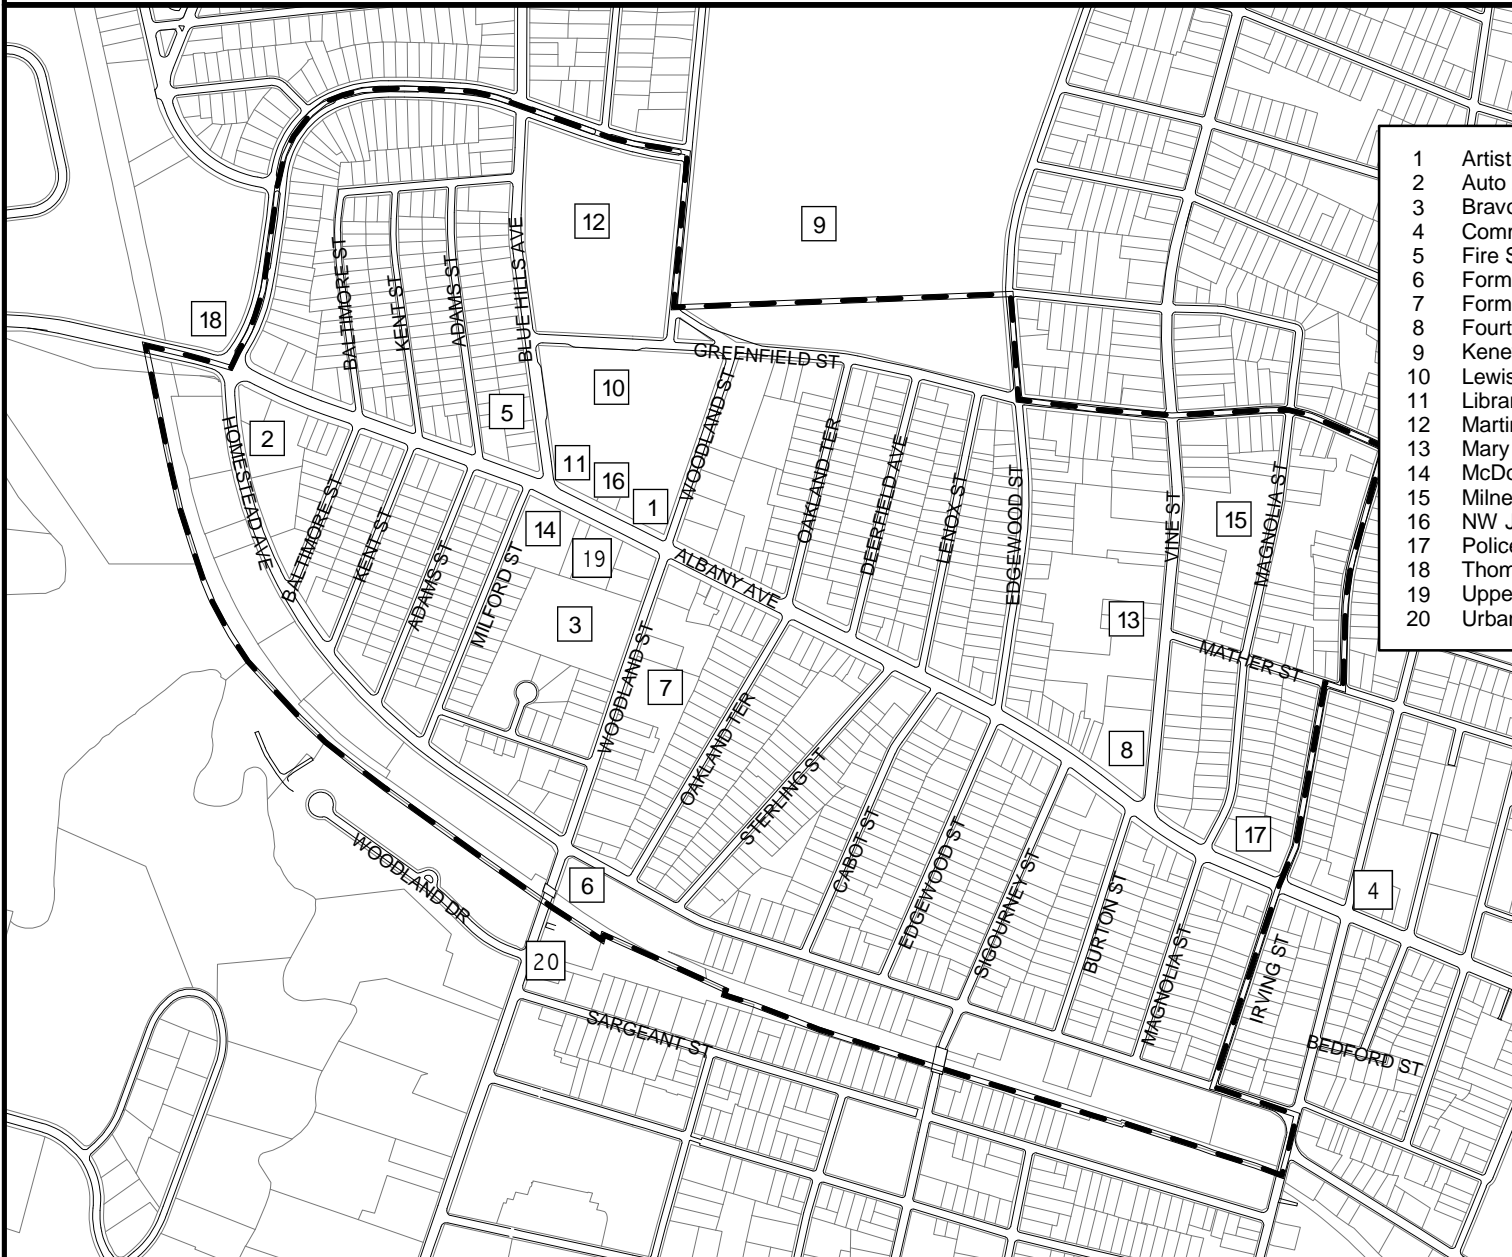 12
9
1 Artist
2 Auto
3 Bravo
4 Comm
5 Fire S
6 Form
7 Form
8 Fourt
9 Kene
10 Lewis
11 Librar
12 Martin
13 Mary
14 McDo
15 Milne
16 NW J
17 Police
18 Thom
19 Uppe
20 Urban
18
BALTIMORE ST
KENT ST
ADAMS ST
BLUE HILLS AVE
GREENFIELD ST
10
5
2
11
16
1
HOMESTEAD AVE
BALTIMORE ST
KENT ST
ADAMS ST
MILFORD ST
14
19
3
WOODLAND ST
ALBANY AVE
OAKLAND TER
DEERFIELD AVE
LENOX ST
EDGEWOOD ST
VINE ST
15
MAGNOLIA ST
13
MATHER ST
WOODLAND ST
7
OAKLAND TER
STERLING ST
8
17
4
CABOT ST
EDGEWOOD ST
SIGOURNEY ST
BURTON ST
MAGNOLIA ST
IRVING ST
BEDFORD ST
WOODLAND DR
6
20
SARGEANT ST